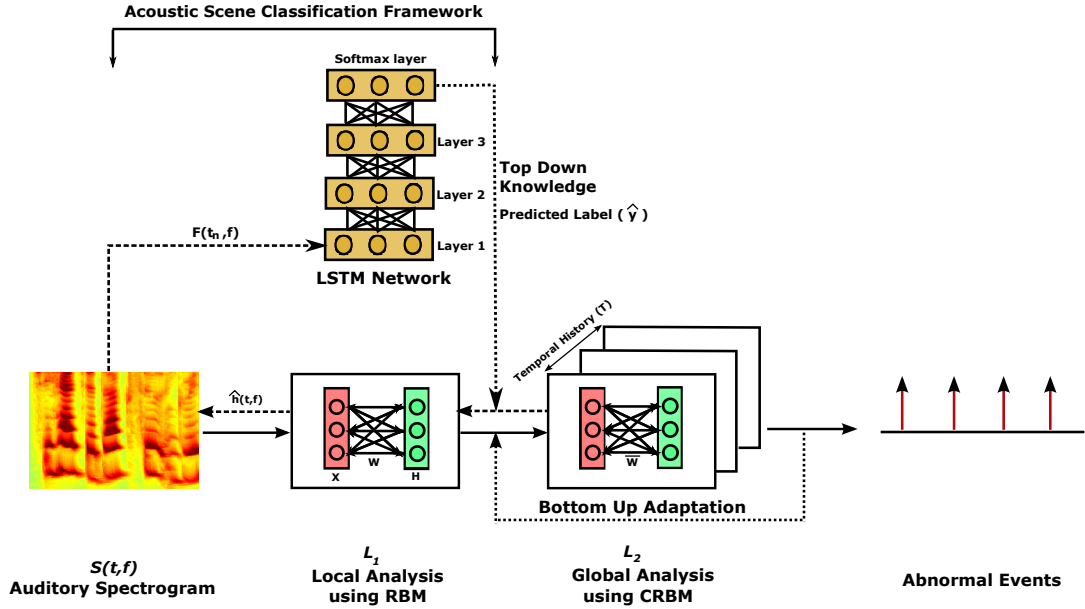 Acoustic Scene Classification Framework
Softmax layer
Layer 3
Layer 2
Layer 1
LSTM Network
F(tn,f)
Top Down
Knowledge
Predicted Label ( ŷ )
Temporal History (T)
ĥ(t,f)
X
W
H
W̅
Bottom Up Adaptation
S(t,f)
Auditory Spectrogram
L1
Local Analysis
using RBM
L2
Global Analysis
using CRBM
Abnormal Events